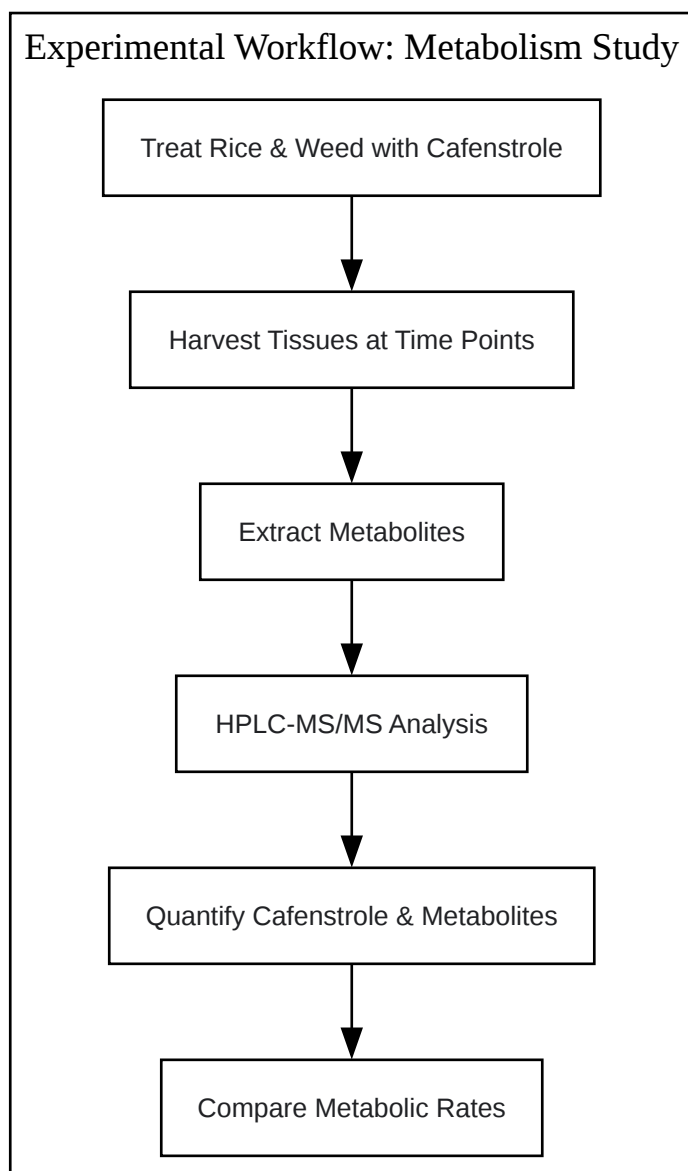 Experimental Workflow: Metabolism Study
Treat Rice & Weed with Cafenstrole
Harvest Tissues at Time Points
Extract Metabolites
HPLC-MS/MS Analysis
Quantify Cafenstrole & Metabolites
Compare Metabolic Rates